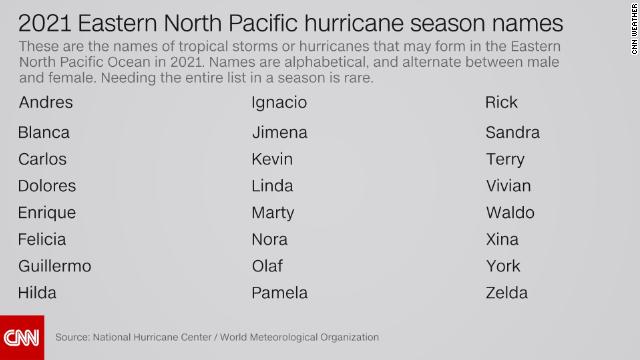 2021 Eastern North Pacific hurricane season names
These are the names of tropical storms or hurricanes that may form in the Eastern
North Pacific Ocean in 2021. Names are alphabetical, and alternate between male
and female. Needing the entire list in a season is rare.
Andres
Blanca
Carlos
Dolores
Enrique
Felicia
Guillermo
Hilda
Ignacio
Jimena
Kevin
Linda
Marty
Nora
Olaf
Pamela
Rick
Sandra
Terry
Vivian
Waldo
Xina
York
Zelda
CNN
Source: National Hurricane Center / World Meteorological Organization
CNN WEATHER